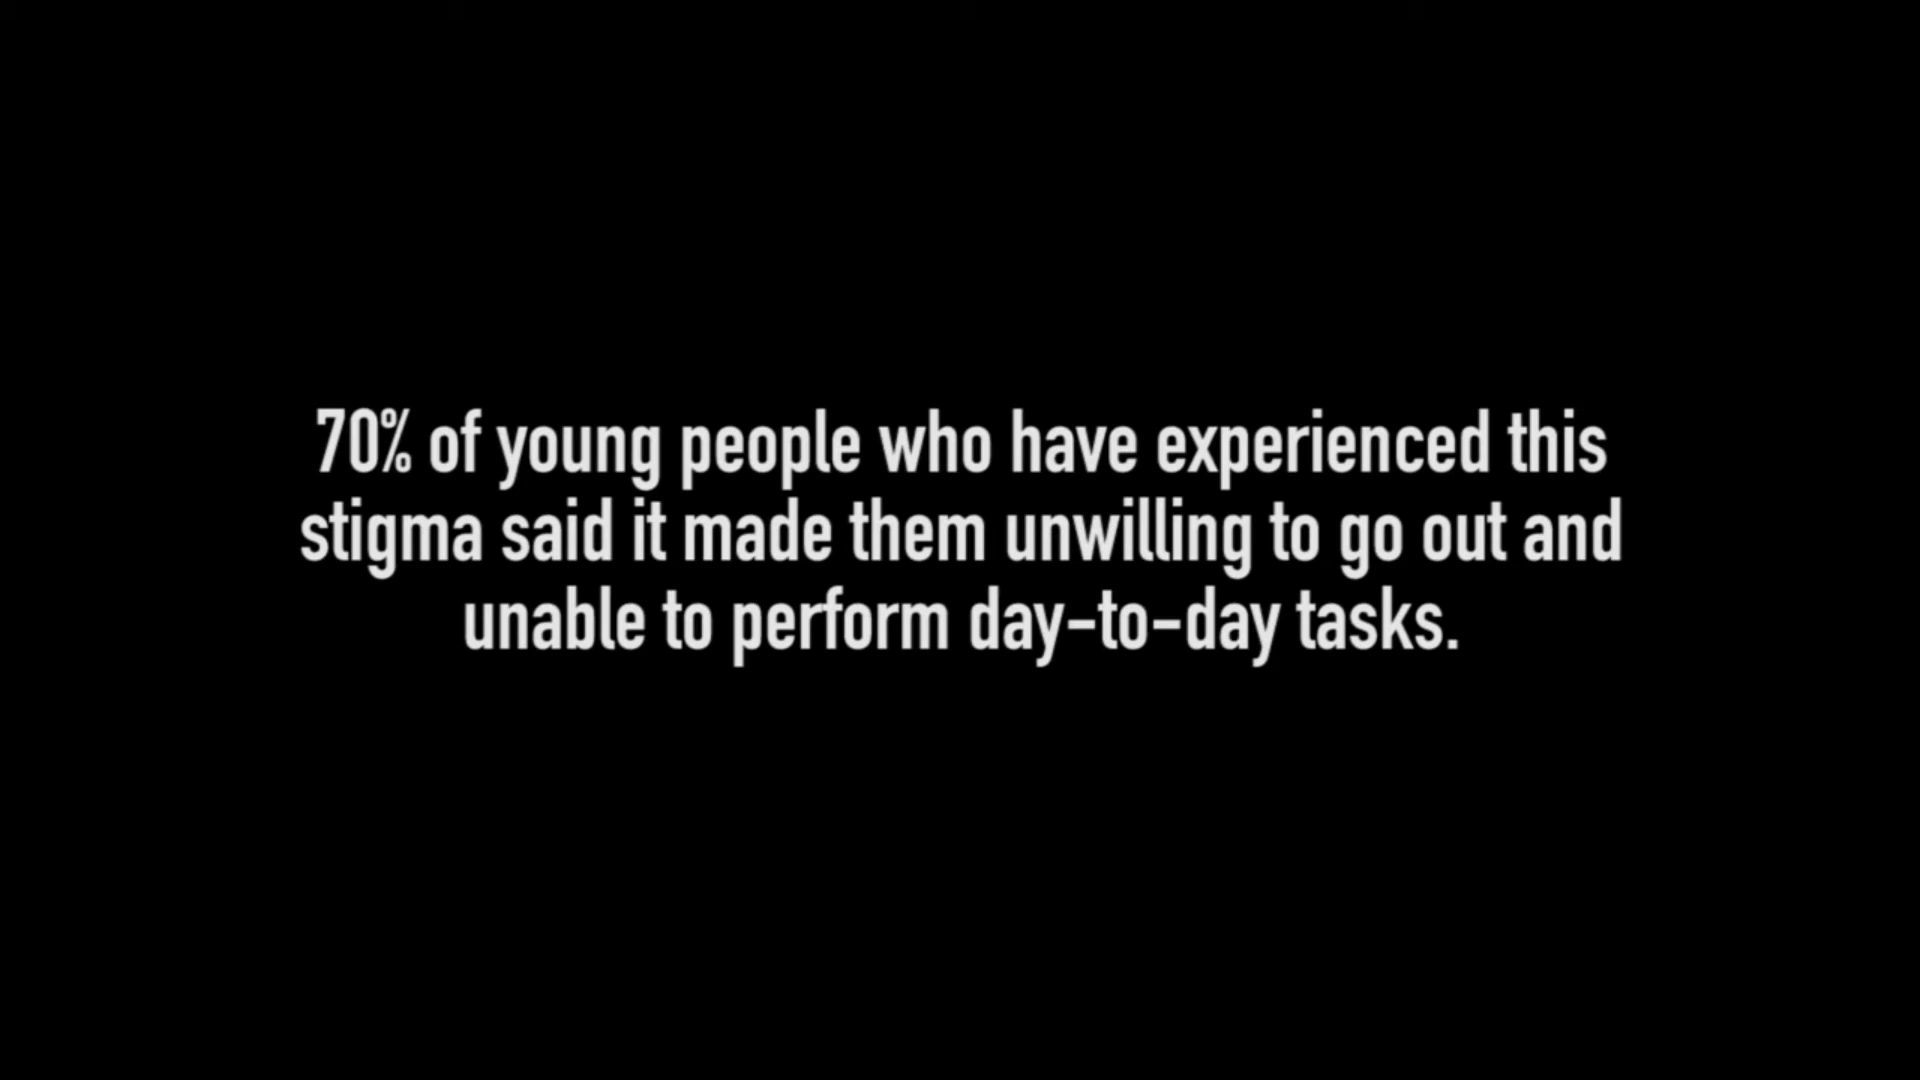 70% of young people who have experienced this
stigma said it made them unwilling to go out and
unable to perform day-to-day tasks.